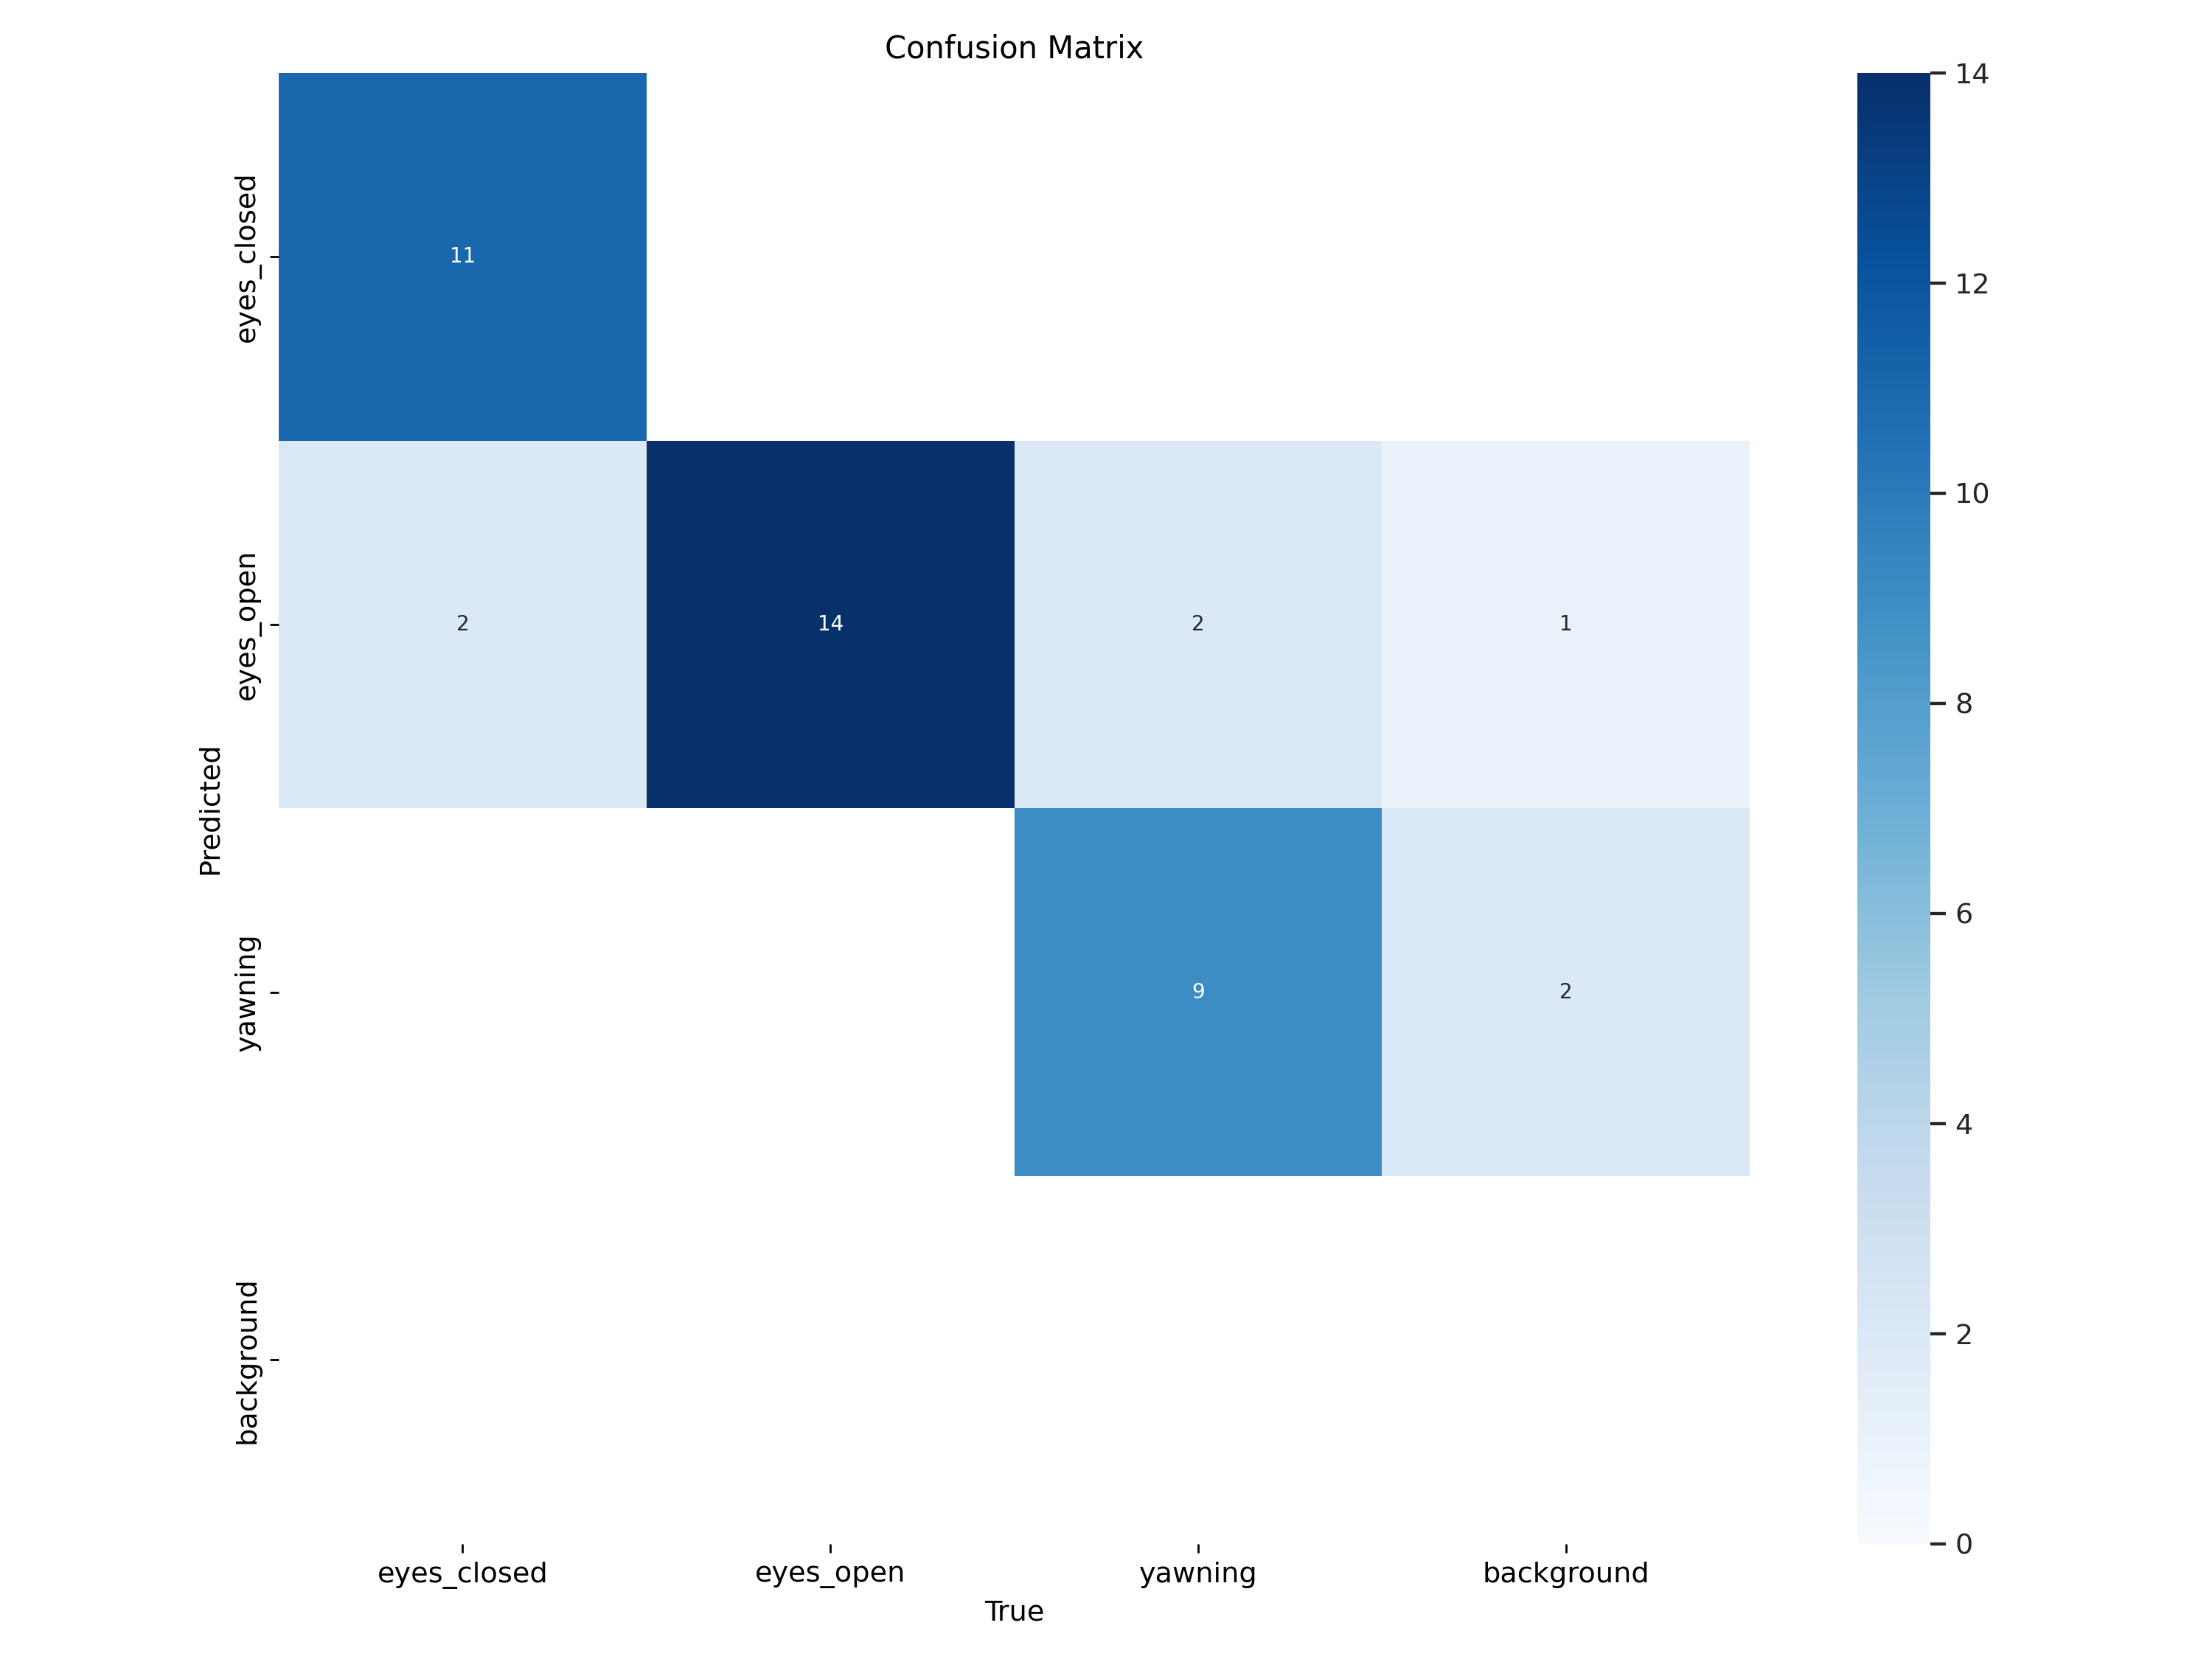 Confusion Matrix
eyes_closed
eyes_open
yawning
background
Predicted
11
2
14
2
1
9
2
eyes_closed
eyes_open
yawning
background
True
14
12
10
8
6
4
2
0